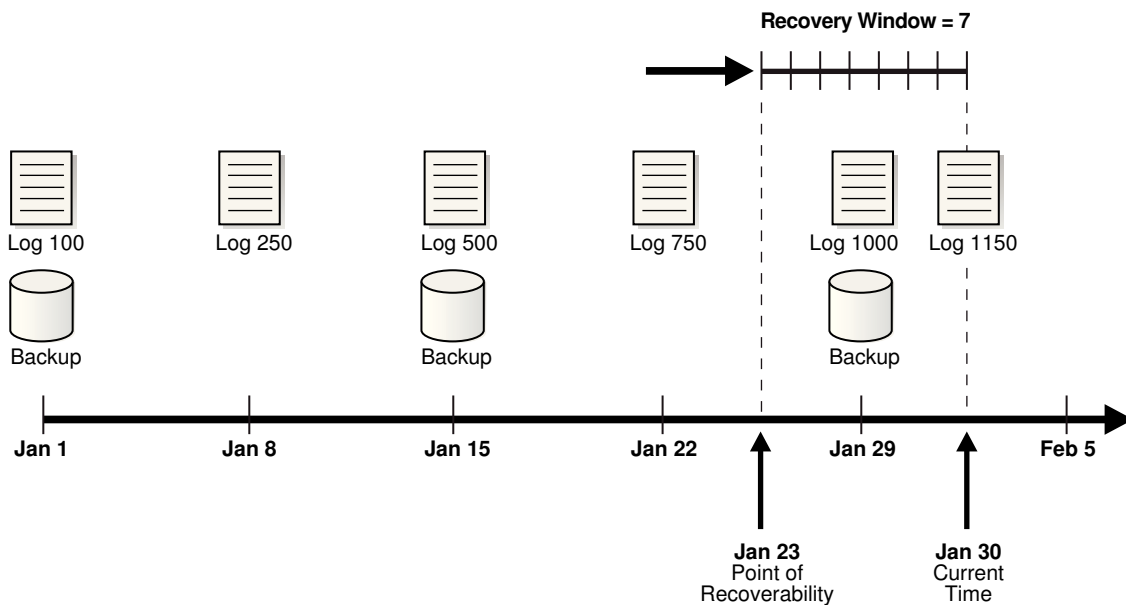 Recovery Window = 7
Log 100
Log 250
Log 500
Log 750
Log 1000
Log 1150
Backup
Backup
Backup
Jan 1
Jan 8
Jan 15
Jan 22
Jan 29
Feb 5
Jan 23
Point of
Recoverability
Jan 30
Current
Time